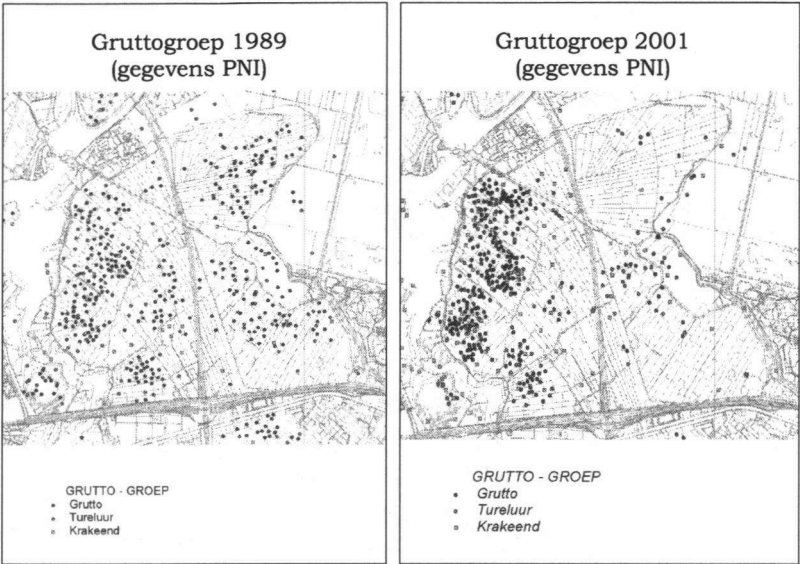 Gruttogroep 1989
(gegevens PNI)
GRUTTO - GROEP
Grutto
Tureluur
Krakeend
Gruttogroep 2001
(gegevens PNI)
GRUTTO - GROEP
Grutto
Tureluur
Krakeend